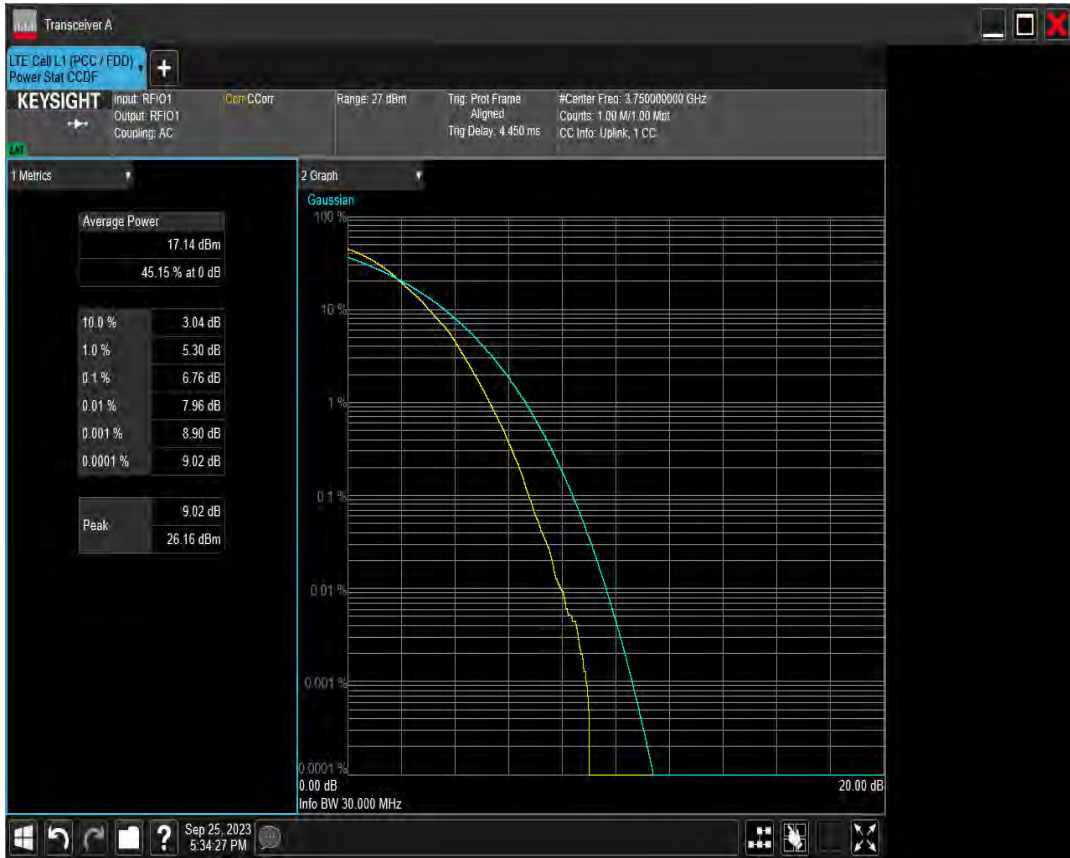 Transceiver A
LTE Cell L1 (PCC / FDD)
Power Stat CCDF
KEYSIGHT
Input: RFIO1
Output: RFIO1
Coupling: AC
Corr CCorr
Range: 27 dBm
Trig: Prot Frame
Aligned
Trig Delay: 4.450 ms
#Center Freq: 3.750000000 GHz
Counts: 1.00 M/1.00 Mpt
CC Info: Uplink, 1 CC
1 Metrics
Average Power
17.14 dBm
45.15 % at 0 dB
10.0 % 3.04 dB
1.0 % 5.30 dB
0.1 % 6.76 dB
0.01 % 7.96 dB
0.001 % 8.90 dB
0.0001 % 9.02 dB
Peak
9.02 dB
26.16 dBm
2 Graph
Gaussian
100 %
10 %
1 %
0.1 %
0.01 %
0.001 %
0.0001 %
0.00 dB
20.00 dB
Info BW 30.000 MHz
?
Sep 25, 2023
5:34:27 PM